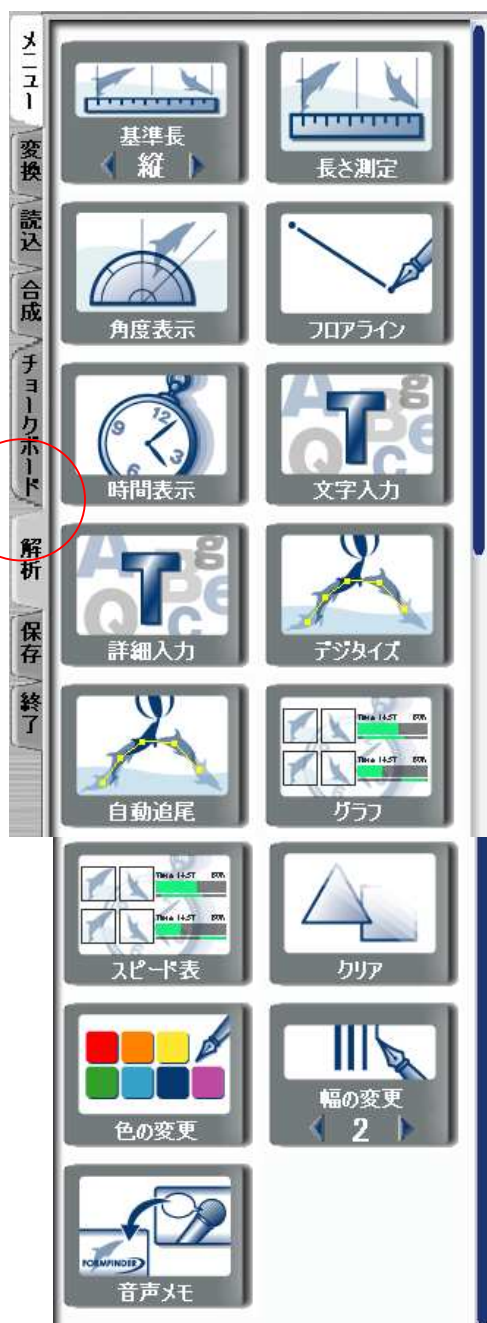 メニュー
変換
読込
合成
チョークボード
解析
保存
終了
基準長
縦
長さ測定
角度表示
フロアライン
時間表示
文字入力
詳細入力
デジタイズ
自動追尾
グラフ
スピード表
クリア
色の変更
幅の変更
2
FORMFINDER
音声メモ